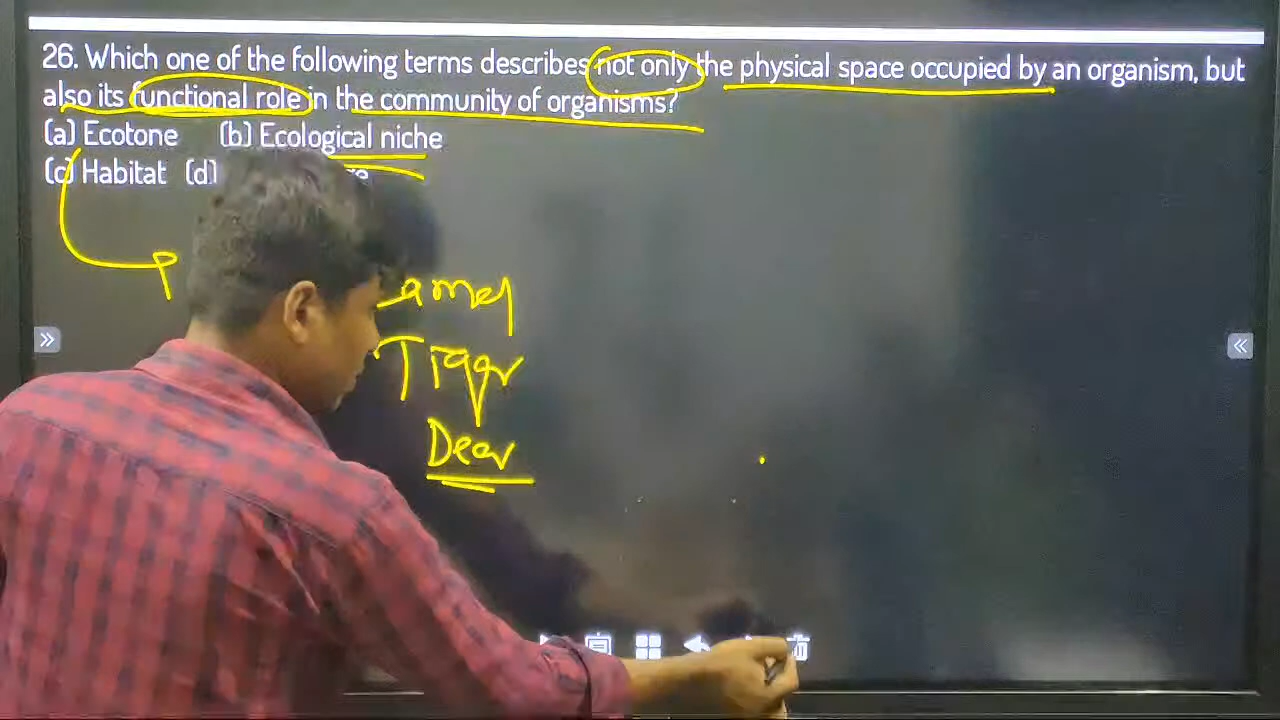 26. Which one of the following terms describes not only the physical space occupied by an organism, but
also its functional role in the community of organisms?
(a) Ecotone (b) Ecological niche
(c) Habitat (d)
Deer